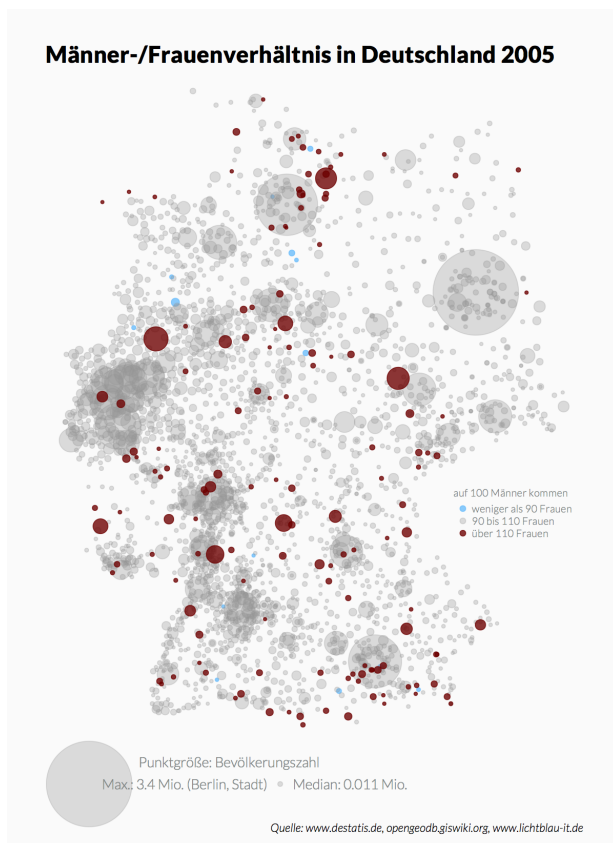 Männer-/Frauenverhältnis in Deutschland 2005
auf 100 Männer kommen
weniger als 90 Frauen
90 bis 110 Frauen
über 110 Frauen
Punktgröße: Bevölkerungszahl
Max.: 3.4 Mio. (Berlin, Stadt) Median: 0.011 Mio.
Quelle: www.destatis.de, opengeodb.giswiki.org, www.lichtblau-it.de